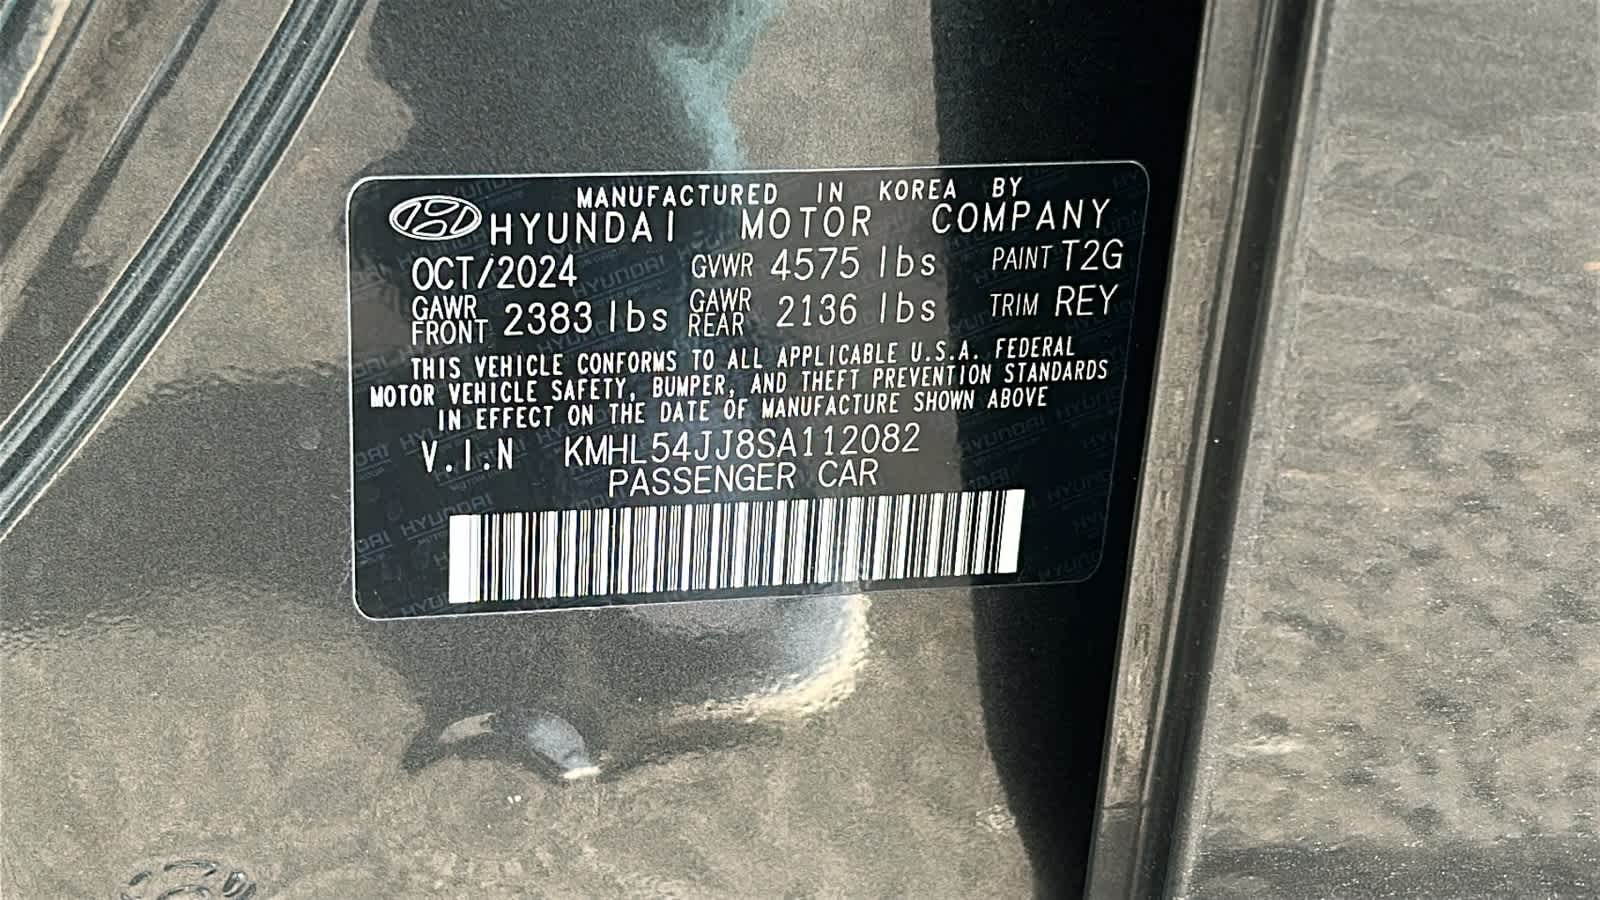 MANUFACTURED IN KOREA BY
HYUNDAI MOTOR COMPANY
OCT/2024 GVWR 4575 lbs PAINT T2G
GAWR FRONT 2383 lbs GAWR REAR 2136 lbs TRIM REY
THIS VEHICLE CONFORMS TO ALL APPLICABLE U.S.A. FEDERAL
MOTOR VEHICLE SAFETY, BUMPER, AND THEFT PREVENTION STANDARDS
IN EFFECT ON THE DATE OF MANUFACTURE SHOWN ABOVE
V.I.N KMHL54JJ8SA112082
PASSENGER CAR